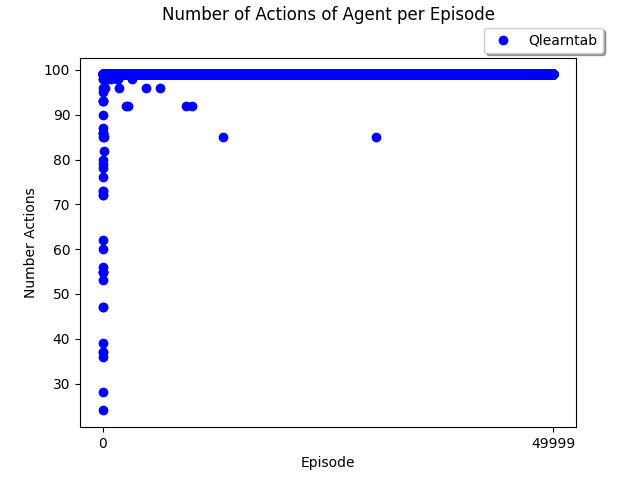 Number of Actions of Agent per Episode
Qlearntab
100
90
80
70
60
50
40
30
Number Actions
0
49999
Episode